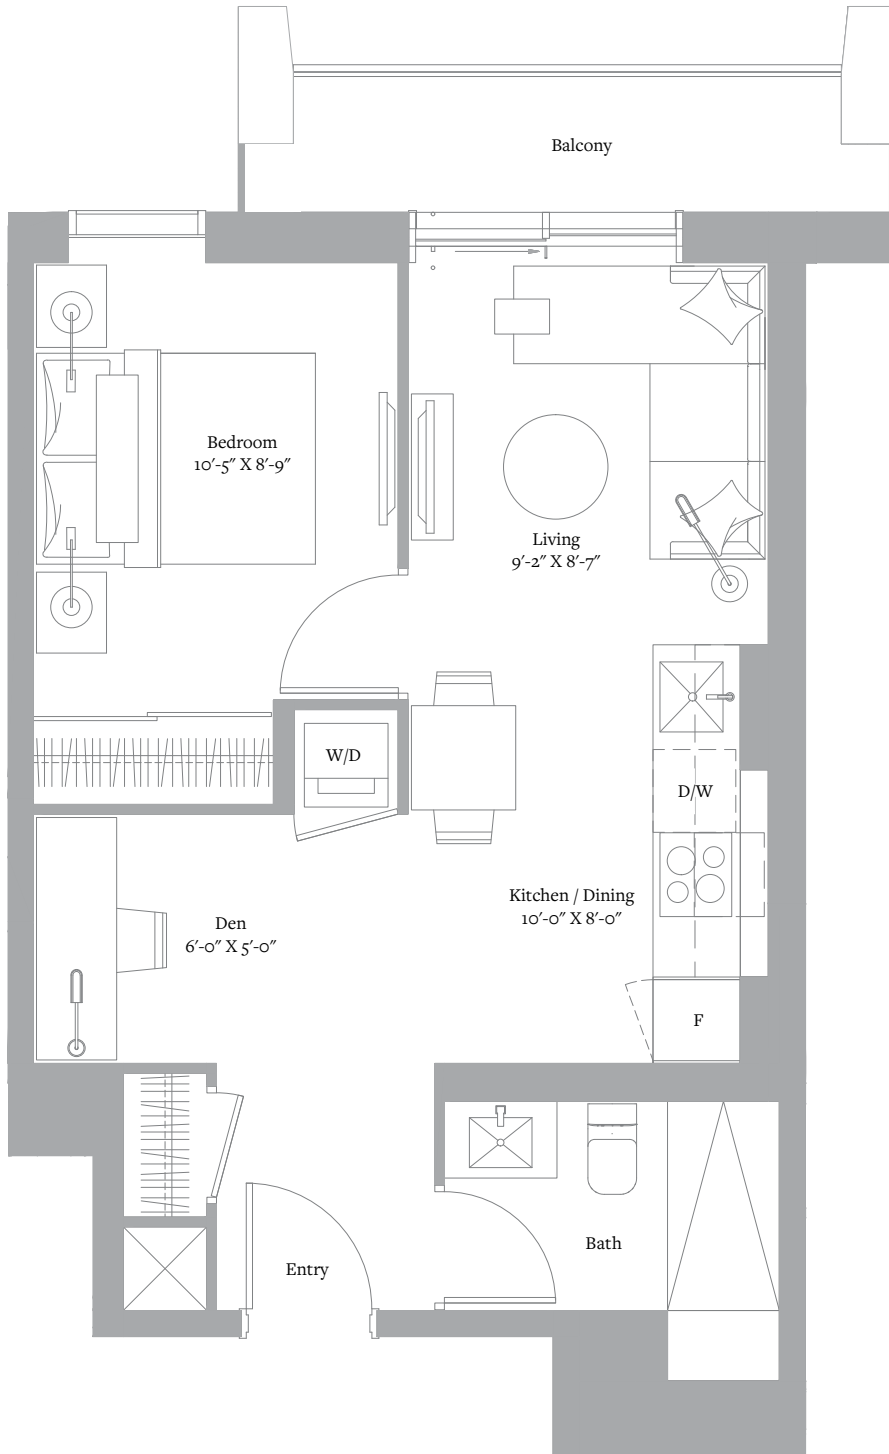 Balcony
Bedroom
10′-5″ X 8′-9″
Living
9′-2″ X 8′-7″
W/D
D/W
Kitchen / Dining
10′-0″ X 8′-0″
Den
6′-0″ X 5′-0″
F
Bath
Entry